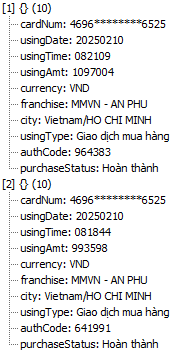 [1] {} (10)
cardNum: 4696********6525
usingDate: 20250210
usingTime: 082109
usingAmt: 1097004
currency: VND
franchise: MMVN - AN PHU
city: Vietnam/HO CHI MINH
usingType: Giao dịch mua hàng
authCode: 964383
purchaseStatus: Hoàn thành
[2] {} (10)
cardNum: 4696********6525
usingDate: 20250210
usingTime: 081844
usingAmt: 993598
currency: VND
franchise: MMVN - AN PHU
city: Vietnam/HO CHI MINH
usingType: Giao dịch mua hàng
authCode: 641991
purchaseStatus: Hoàn thành